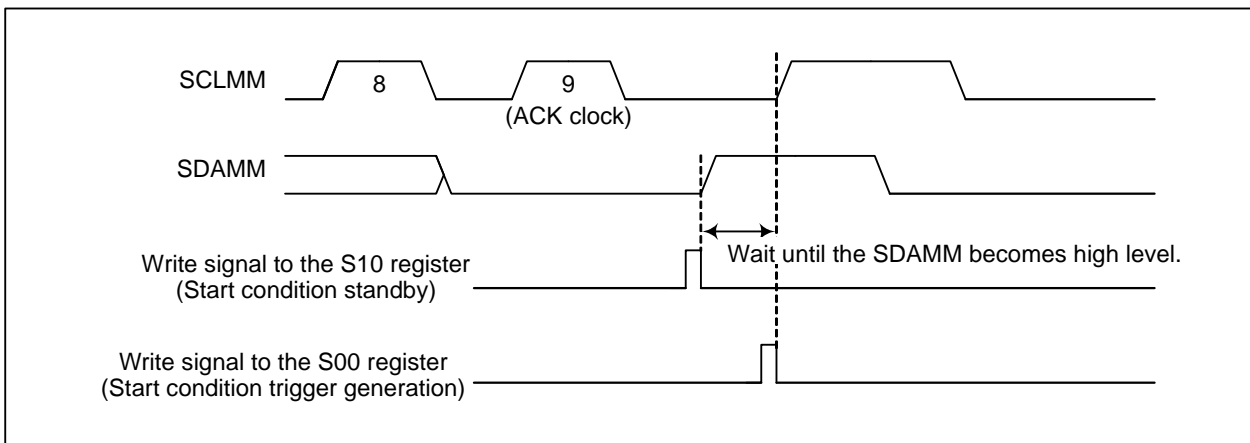 SCLMM
8
9
(ACK clock)
SDAMM
Wait until the SDAMM becomes high level.
Write signal to the S10 register
(Start condition standby)
Write signal to the S00 register
(Start condition trigger generation)